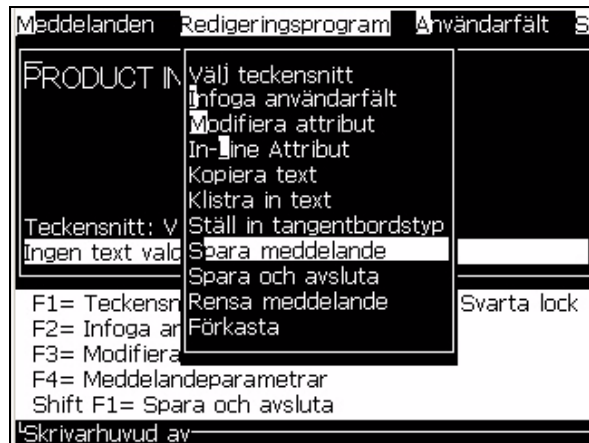 Meddelanden Redigeringsprogram Användarfält S
PRODUCT IN
Välj teckensnitt
Infoga användarfält
Modifiera attribut
In-Line Attribut
Kopiera text
Klistra in text
Ställ in tangentbordstyp
Spara meddelande
Spara och avsluta
Rensa meddelande
Förkasta
Teckensnitt: V
Ingen text vald
F1= Teckensn Svarta lock
F2= Infoga an
F3= Modifiera
F4= Meddelandeparametrar
Shift F1= Spara och avsluta
Skrivarhuvud av